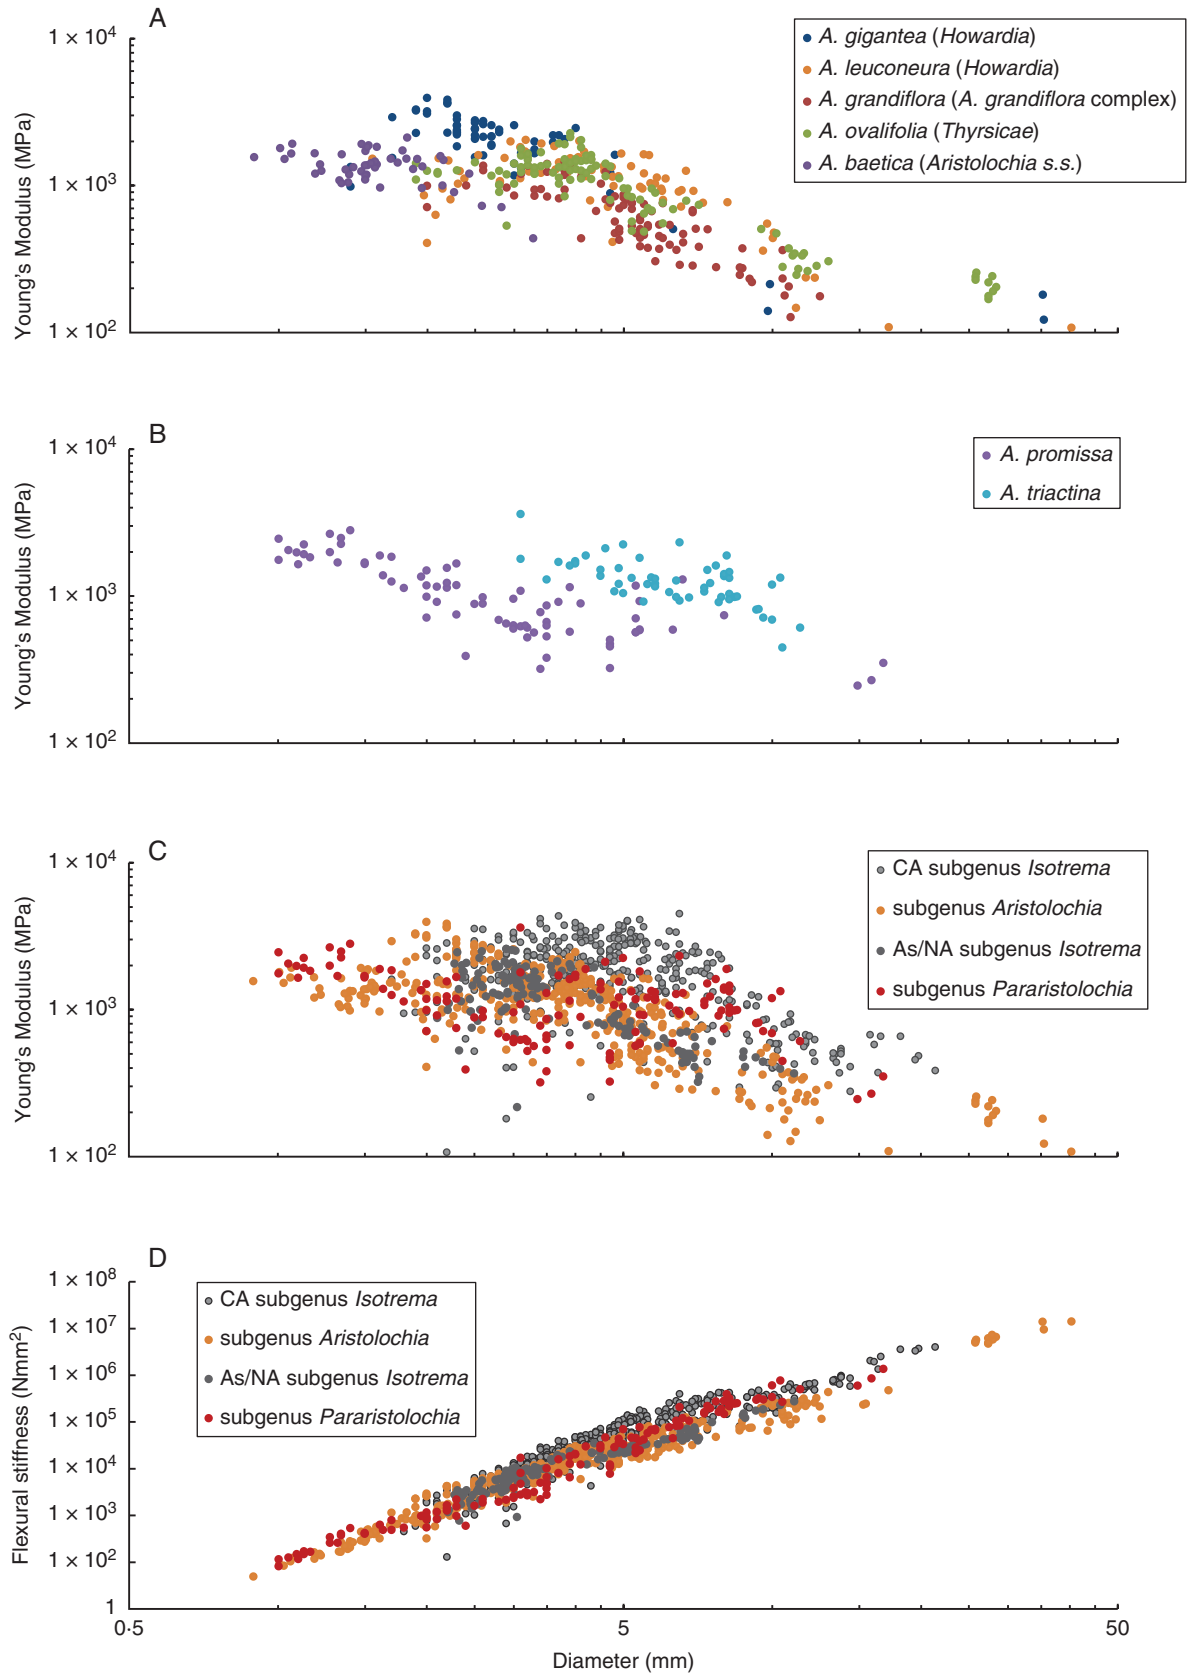 A
1 × 10⁴
1 × 10³
1 × 10²
Young's Modulus (MPa)
A. gigantea (Howardia)
A. leuconeura (Howardia)
A. grandiflora (A. grandiflora complex)
A. ovalifolia (Thyrsicae)
A. baetica (Aristolochia s.s.)
B
1 × 10⁴
1 × 10³
1 × 10²
Young's Modulus (MPa)
A. promissa
A. triactina
C
1 × 10⁴
1 × 10³
1 × 10²
Young's Modulus (MPa)
CA subgenus Isotrema
subgenus Aristolochia
As/NA subgenus Isotrema
subgenus Pararistolochia
D
1 × 10⁸
1 × 10⁷
1 × 10⁶
1 × 10⁵
1 × 10⁴
1 × 10³
1 × 10²
1
Flexural stiffness (Nmm²)
CA subgenus Isotrema
subgenus Aristolochia
As/NA subgenus Isotrema
subgenus Pararistolochia
0·5
5
50
Diameter (mm)